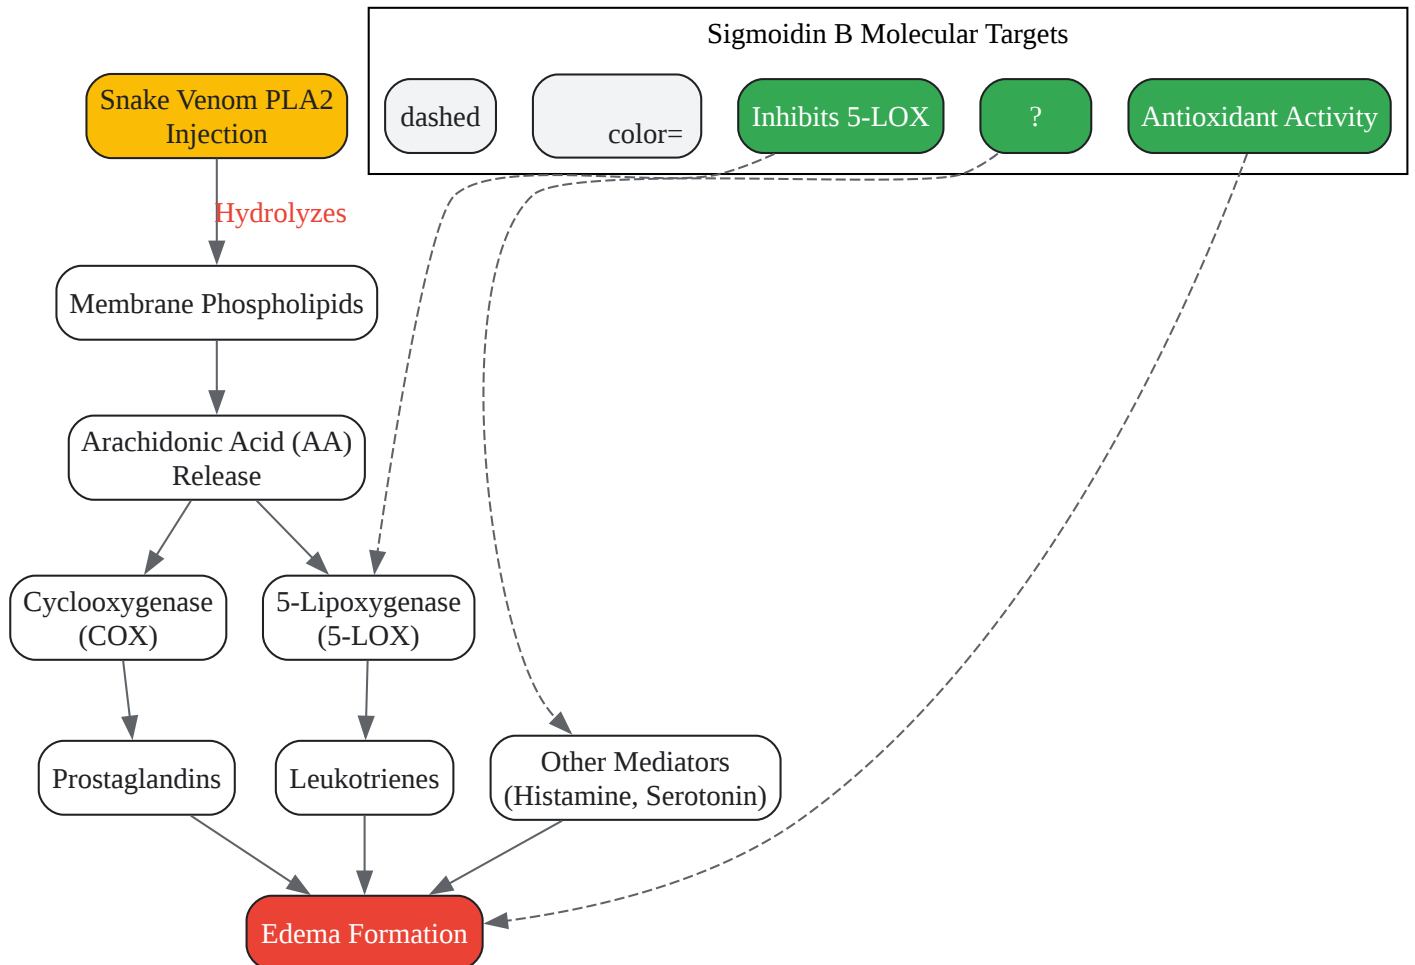 Sigmoidin B Molecular Targets
Snake Venom PLA2
Injection
dashed
color=
Inhibits 5-LOX
?
Antioxidant Activity
Hydrolyzes
Membrane Phospholipids
Arachidonic Acid (AA)
Release
Cyclooxygenase
(COX)
5-Lipoxygenase
(5-LOX)
Prostaglandins
Leukotrienes
Other Mediators
(Histamine, Serotonin)
Edema Formation